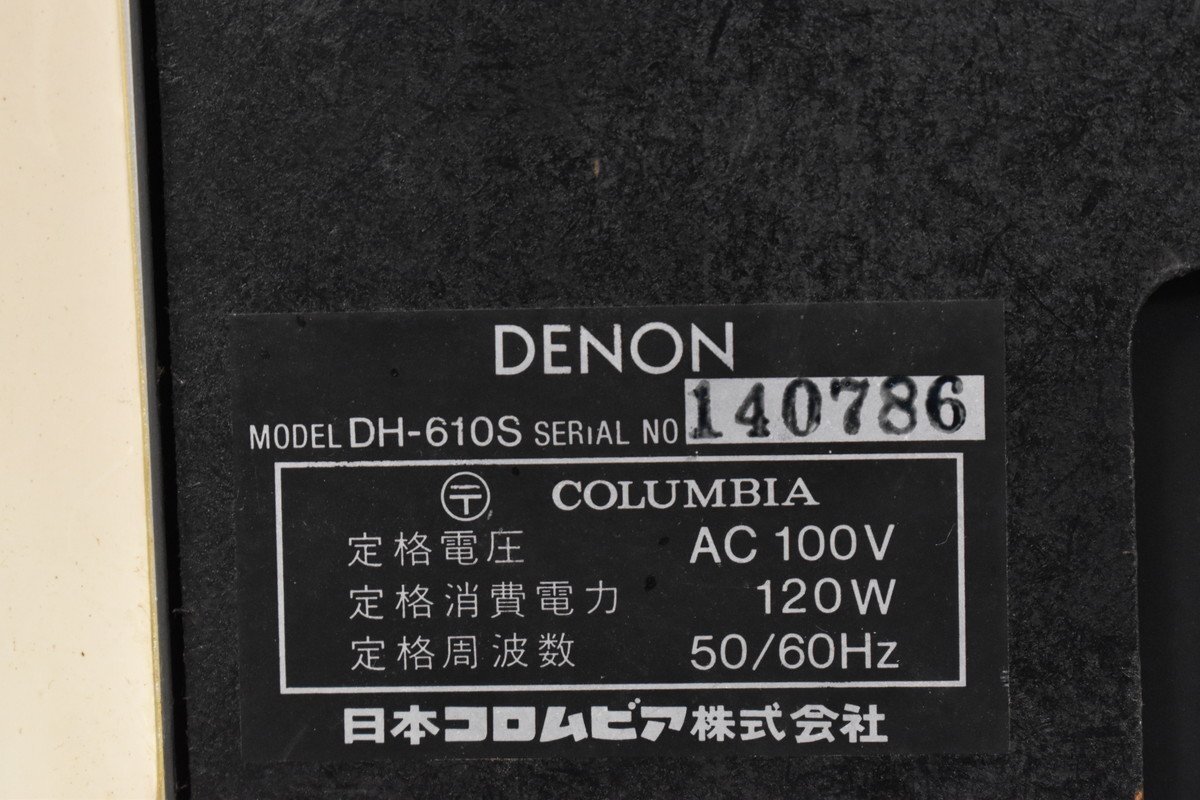 DENON
MODEL DH-610S SERIAL NO 140786
〶 COLUMBIA
定格電圧 AC 100V
定格消費電力 120W
定格周波数 50/60Hz
日本コロムビア株式会社